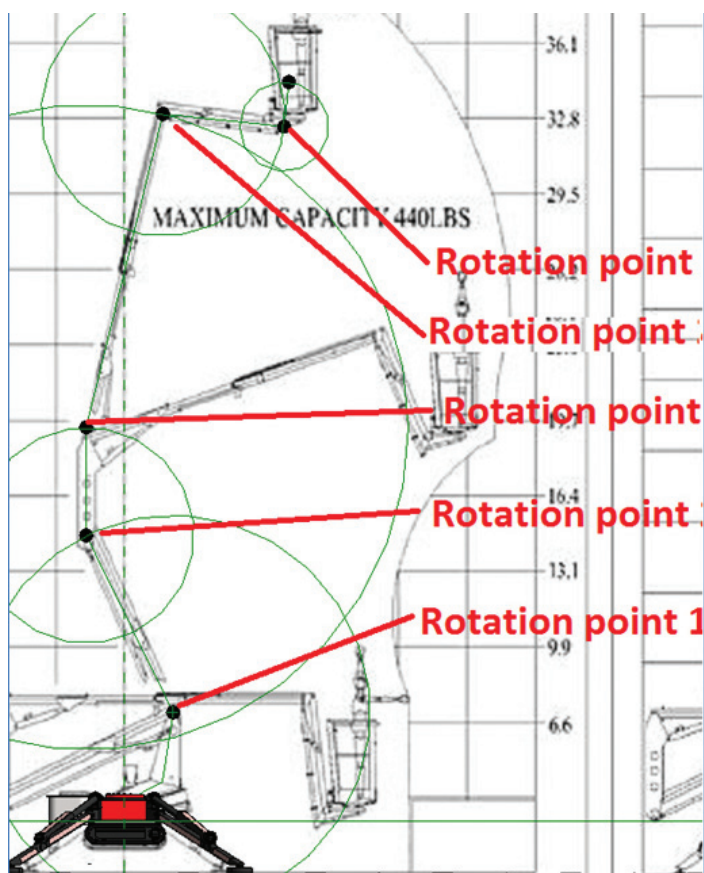 36.1
32.8
29.5
MAXIMUM CAPACITY 440LBS
Rotation point
Rotation point
Rotation point
16.4
Rotation point
13.1
Rotation point 1
9.9
6.6